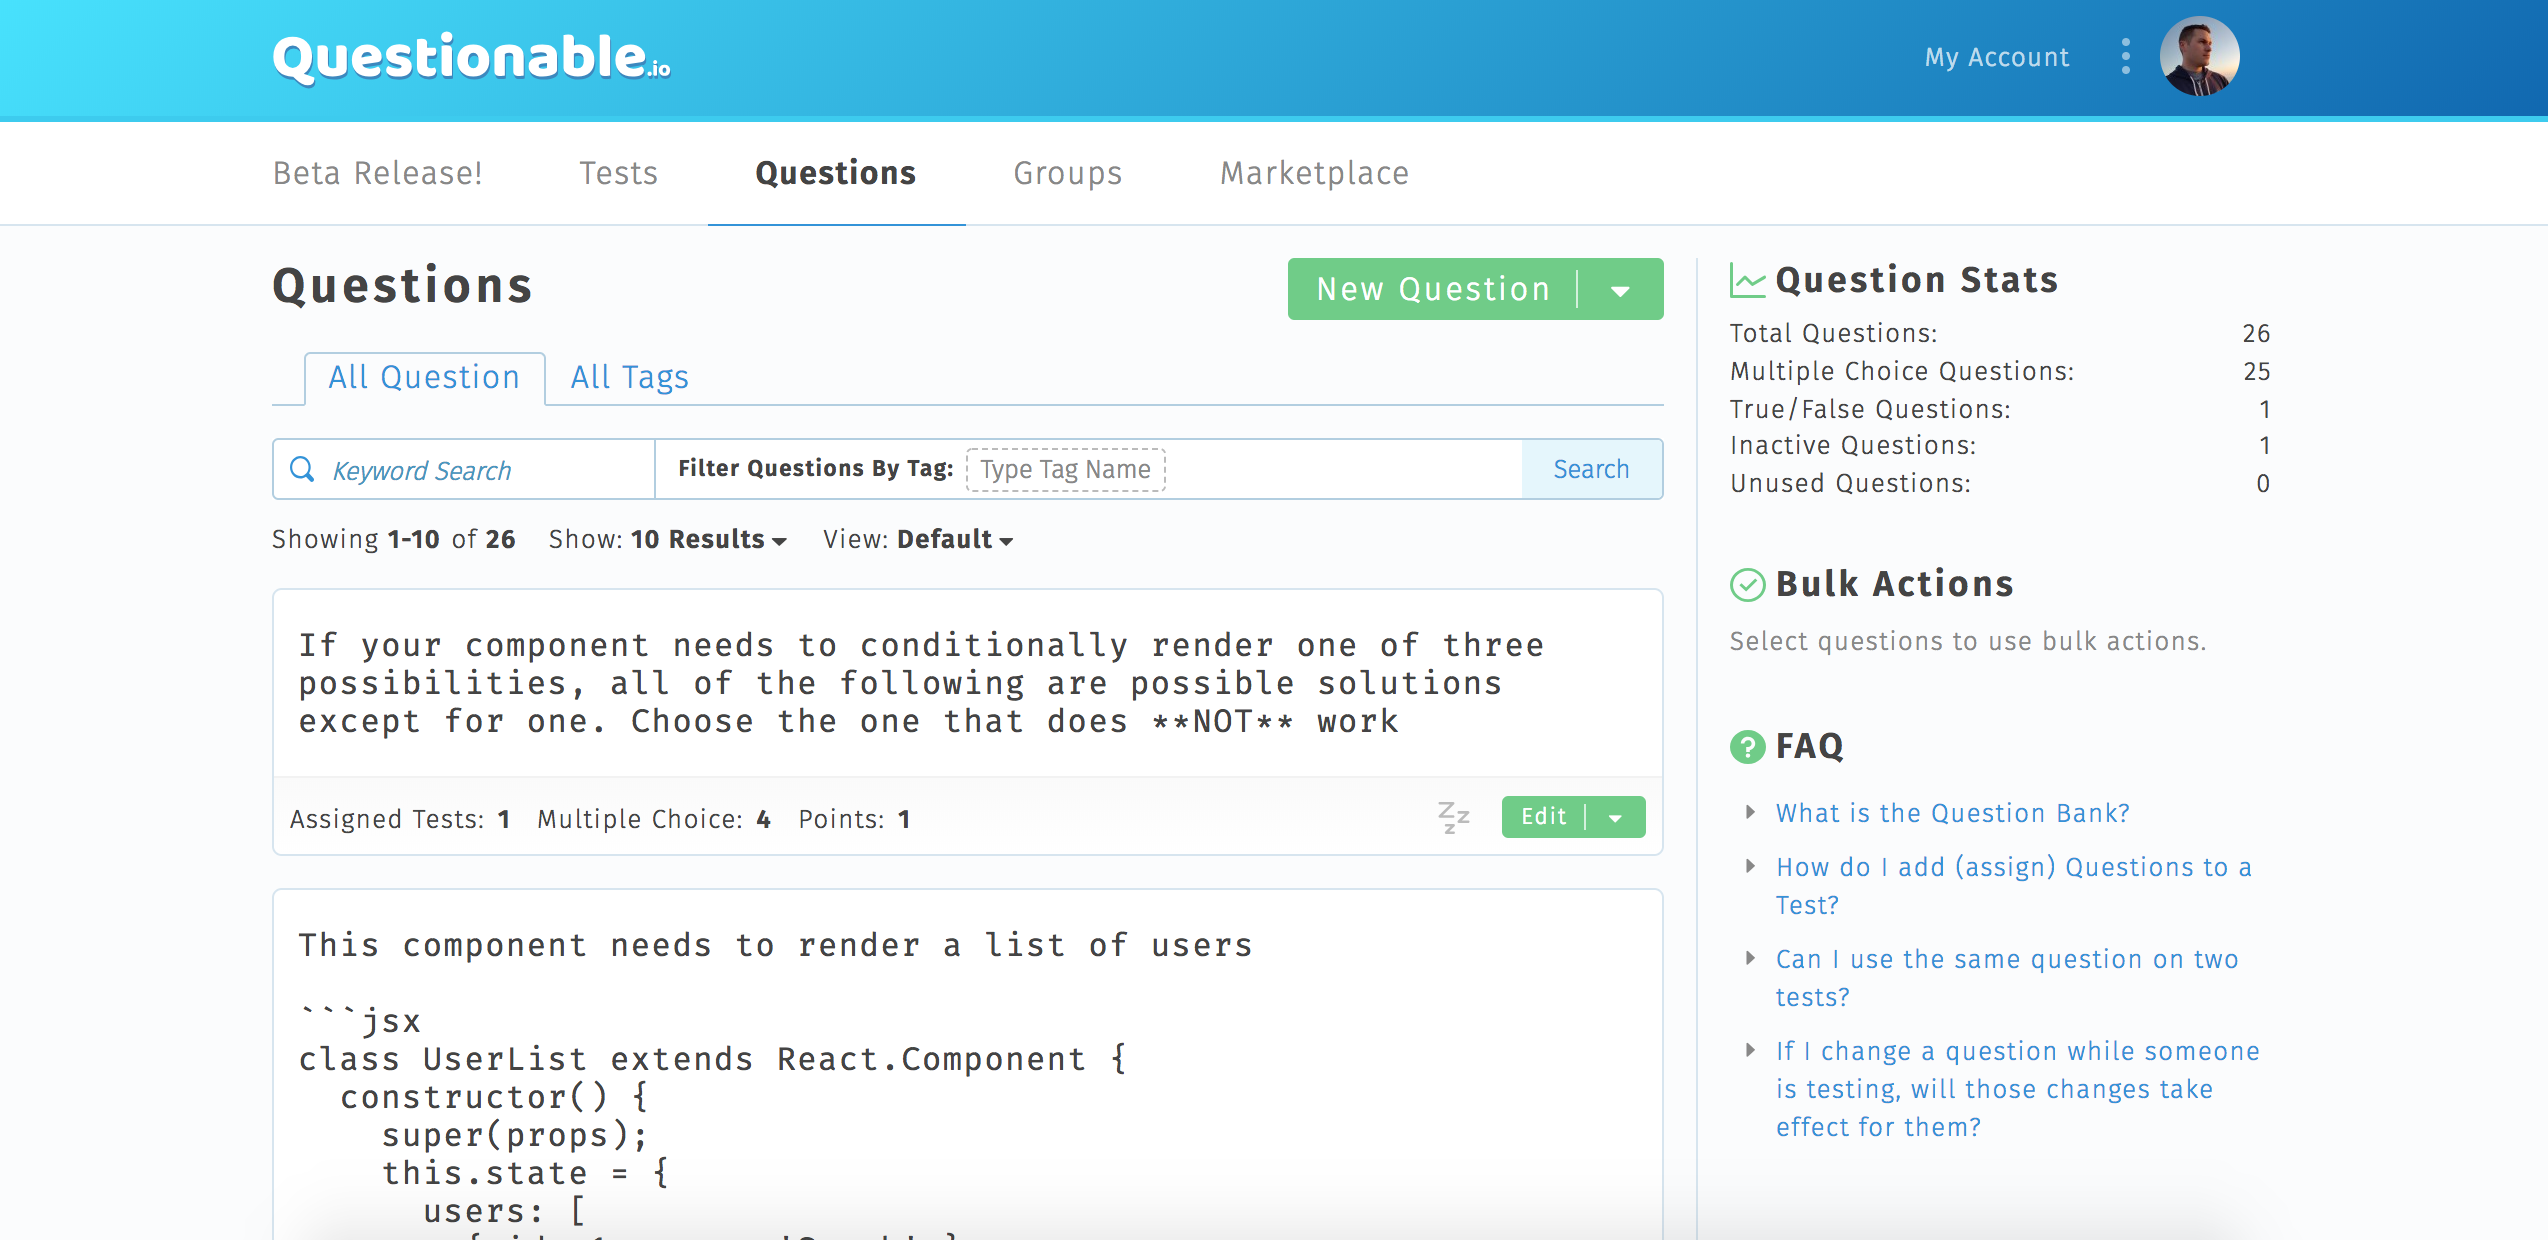 Questionable.io
My Account
Beta Release!
Tests
Questions
Groups
Marketplace
Questions
New Question
All Question
All Tags
Keyword Search
Filter Questions By Tag: Type Tag Name
Search
Showing 1-10 of 26 Show: 10 Results View: Default
If your component needs to conditionally render one of three
possibilities, all of the following are possible solutions
except for one. Choose the one that does **NOT** work
Assigned Tests: 1 Multiple Choice: 4 Points: 1
Zzz
Edit
This component needs to render a list of users
```jsx
class UserList extends React.Component {
constructor() {
super(props);
this.state = {
users: [
Question Stats
Total Questions: 26
Multiple Choice Questions: 25
True/False Questions: 1
Inactive Questions: 1
Unused Questions: 0
Bulk Actions
Select questions to use bulk actions.
? FAQ
What is the Question Bank?
How do I add (assign) Questions to a
Test?
Can I use the same question on two
tests?
If I change a question while someone
is testing, will those changes take
effect for them?